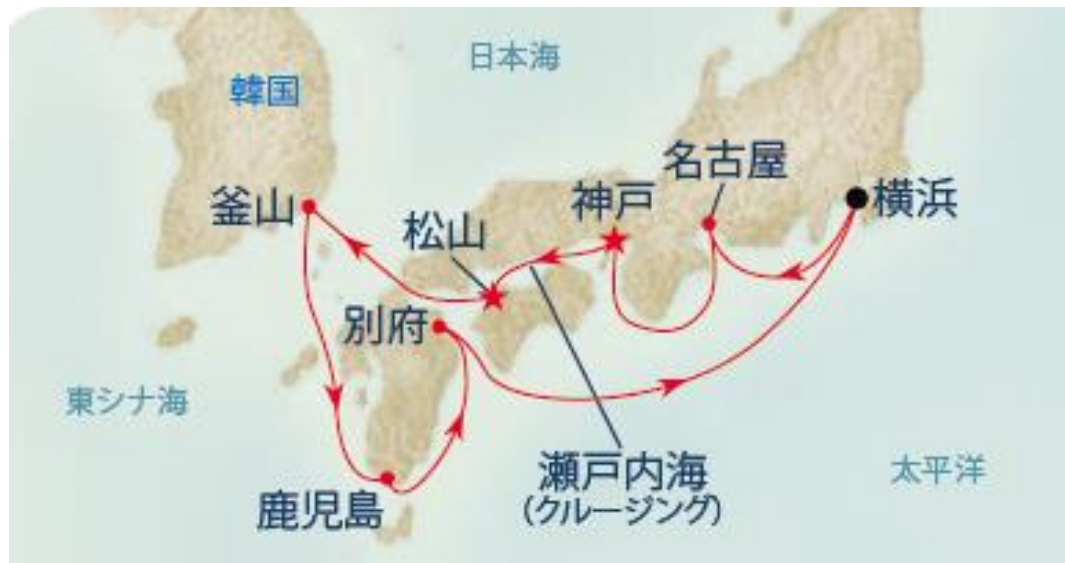 日本海
韓国
名古屋
神戸
横浜
釜山
松山
別府
東シナ海
瀬戸内海
(クルージング)
太平洋
鹿児島